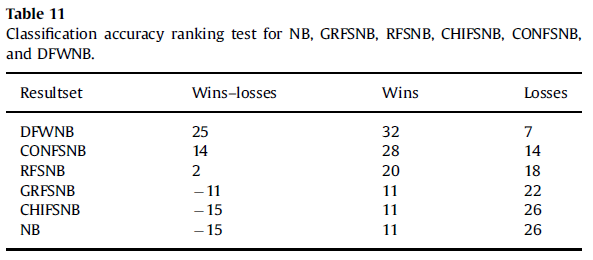 Table 11
Classification accuracy ranking test for NB, GRFSNB, RFSNB, CHIFSNB, CONFSNB,
and DFWNB.
Resultset Wins–losses Wins Losses
DFWNB 25 32 7
CONFSNB 14 28 14
RFSNB 2 20 18
GRFSNB −11 11 22
CHIFSNB −15 11 26
NB −15 11 26